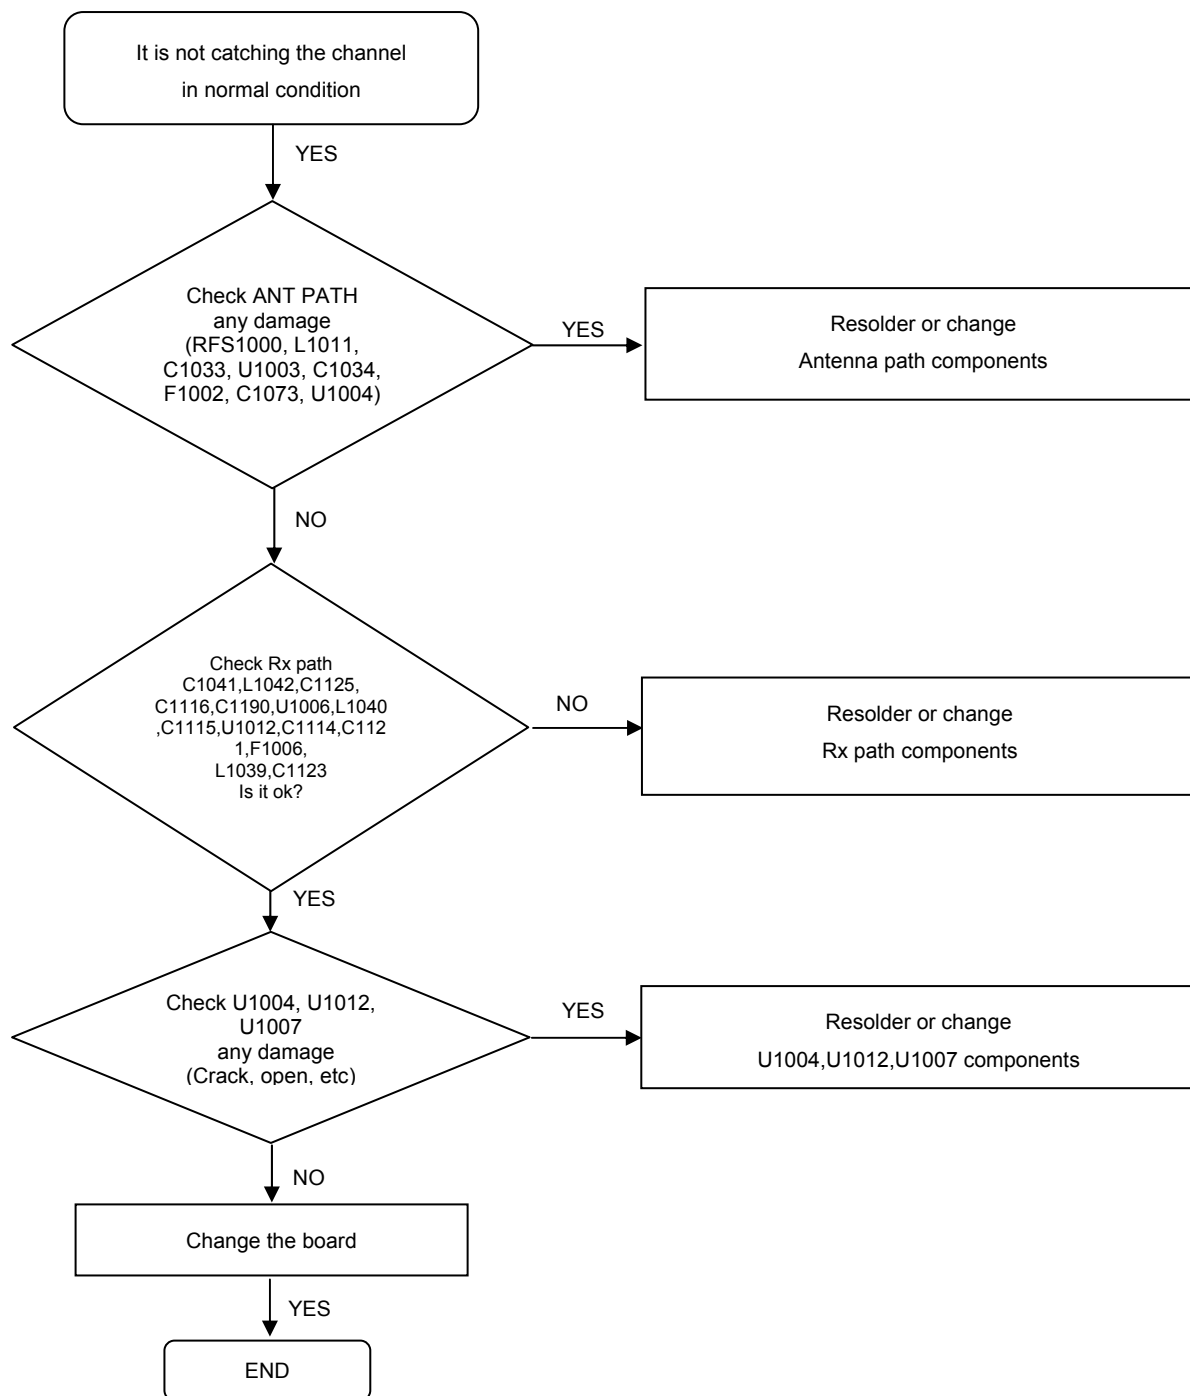 It is not catching the channel
in normal condition
YES
Check ANT PATH
any damage
(RFS1000, L1011,
C1033, U1003, C1034,
F1002, C1073, U1004)
YES
Resolder or change
Antenna path components
NO
Check Rx path
C1041,L1042,C1125,
C1116,C1190,U1006,L1040
,C1115,U1012,C1114,C112
1,F1006,
L1039,C1123
Is it ok?
NO
Resolder or change
Rx path components
YES
Check U1004, U1012,
U1007
any damage
(Crack, open, etc)
YES
Resolder or change
U1004,U1012,U1007 components
NO
Change the board
YES
END